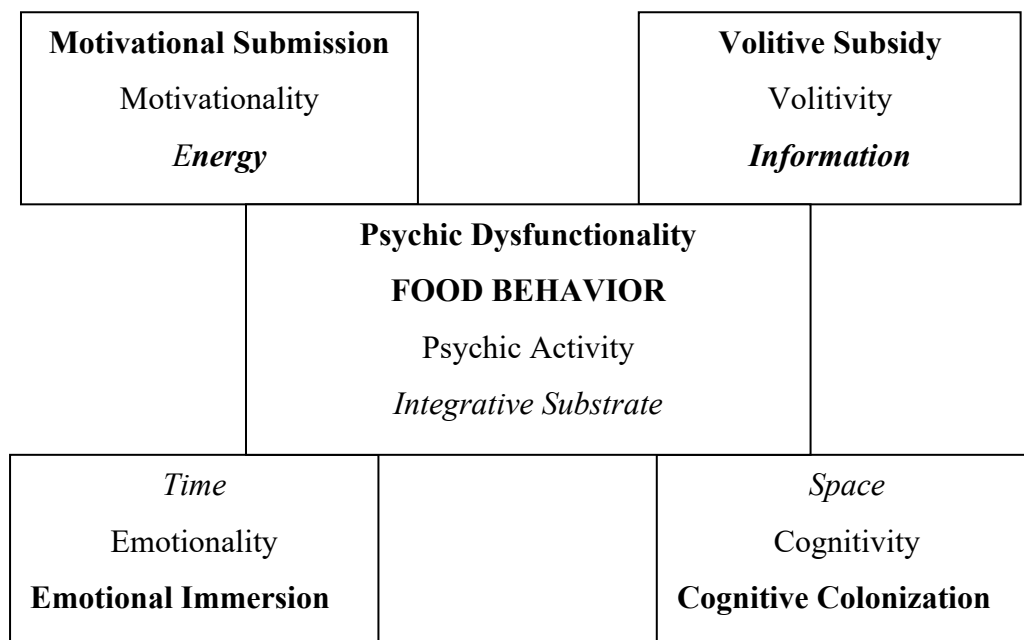 Motivational Submission
Motivationality
Energy
Volitive Subsidy
Volitivity
Information
Psychic Dysfunctionality
FOOD BEHAVIOR
Psychic Activity
Integrative Substrate
Time
Emotionality
Emotional Immersion
Space
Cognitivity
Cognitive Colonization